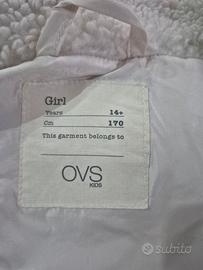 Girl
Years 14+
Cm 170
This garment belongs to
OVS
KIDS
subito